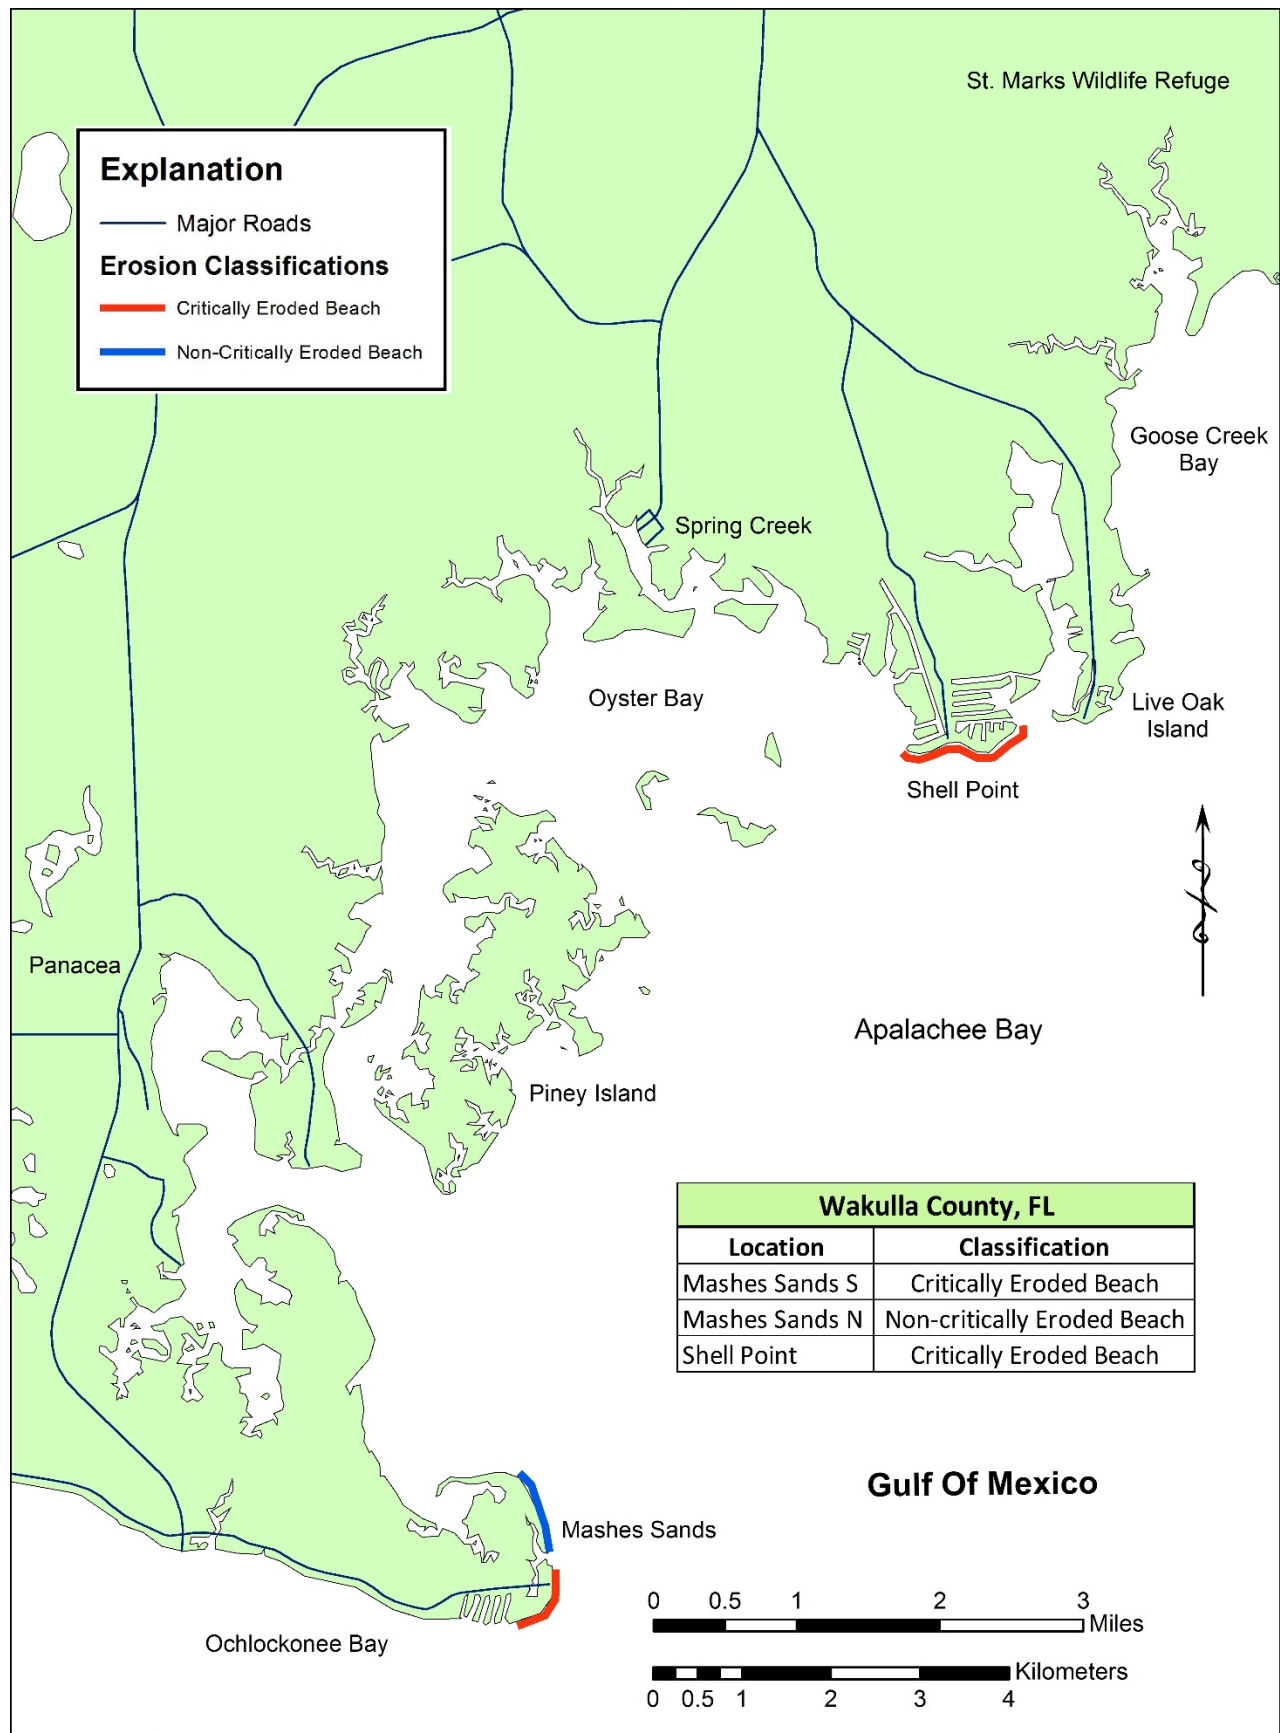 St. Marks Wildlife Refuge
Explanation
Major Roads
Erosion Classifications
Critically Eroded Beach
Non-Critically Eroded Beach
Goose Creek
Bay
Spring Creek
Oyster Bay
Live Oak
Island
Shell Point
Panacea
Apalachee Bay
Piney Island
Wakulla County, FL
Location Classification
Mashes Sands S Critically Eroded Beach
Mashes Sands N Non-critically Eroded Beach
Shell Point Critically Eroded Beach
Gulf Of Mexico
Mashes Sands
Ochlockonee Bay
0 0.5 1 2 3
Miles
Kilometers
0 0.5 1 2 3 4